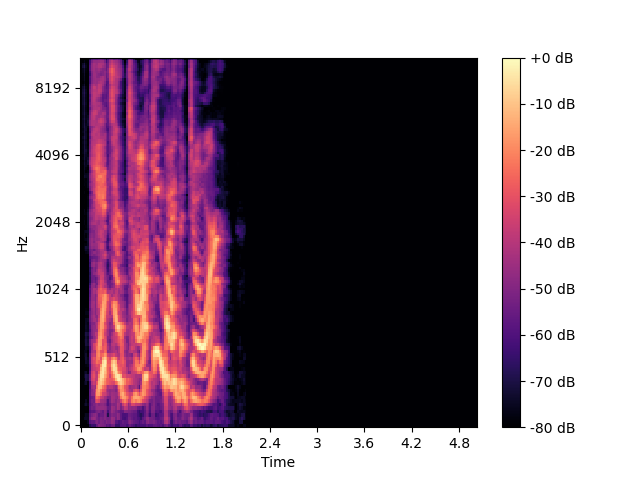 8192
4096
2048
1024
512
0
Hz
0 0.6 1.2 1.8 2.4 3 3.6 4.2 4.8
Time
+0 dB
-10 dB
-20 dB
-30 dB
-40 dB
-50 dB
-60 dB
-70 dB
-80 dB